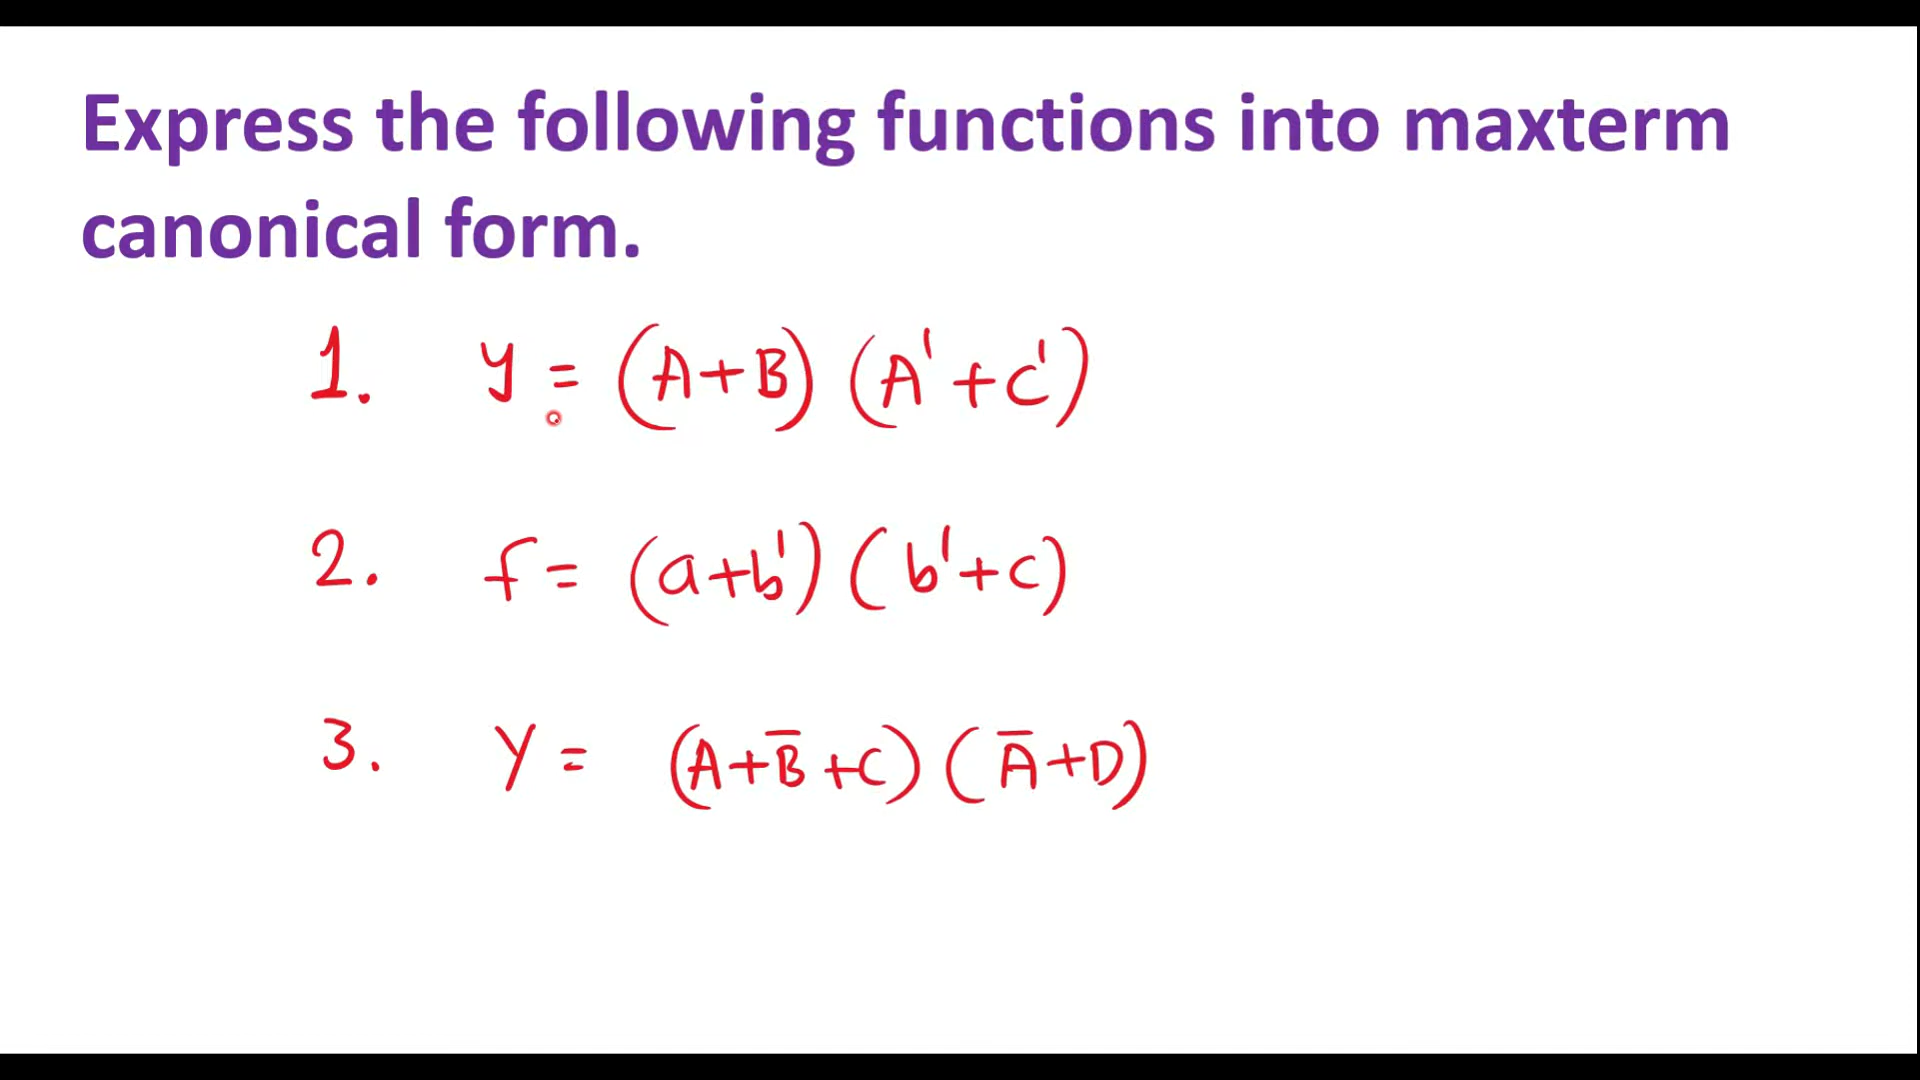 Express the following functions into maxterm
canonical form.
1. y = (A+B) (A'+C')
2. f = (a+b') (b'+c)
3. Y = (A+B̅+C) (A̅+D)